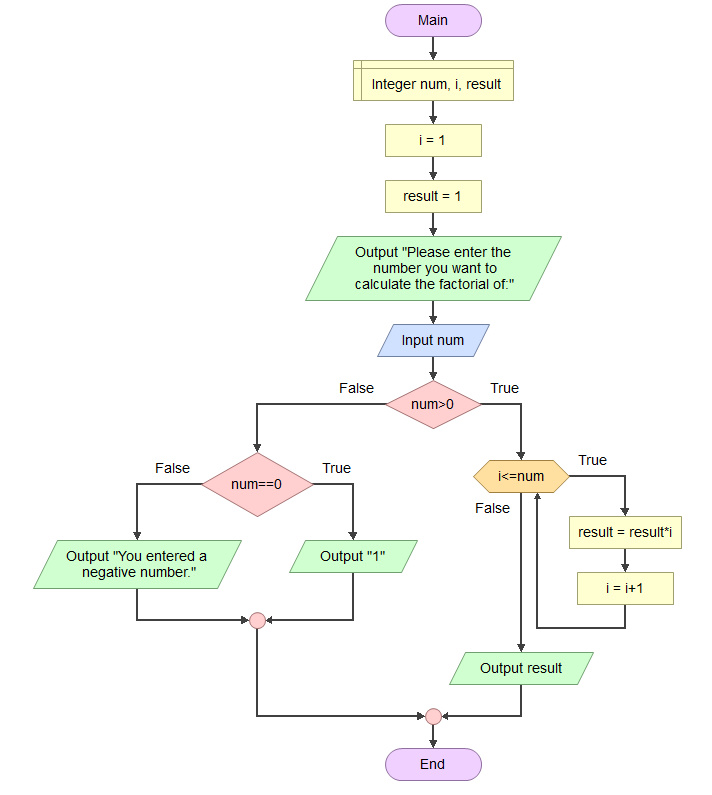 Main
Integer num, i, result
i = 1
result = 1
Output "Please enter the
number you want to
calculate the factorial of:"
Input num
False
num>0
True
False
num==0
True
i<=num
True
False
Output "You entered a
negative number."
Output "1"
result = result*i
i = i+1
Output result
End